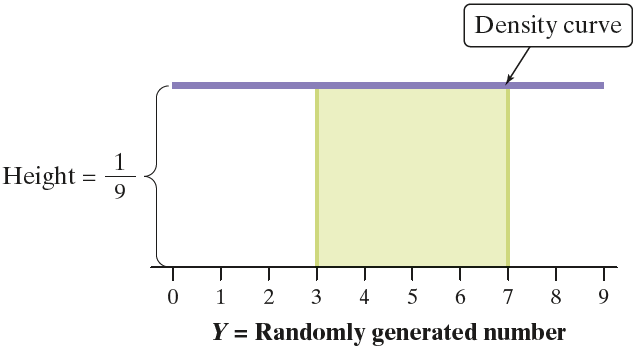 Density curve
Height = 1/9
0 1 2 3 4 5 6 7 8 9
Y = Randomly generated number